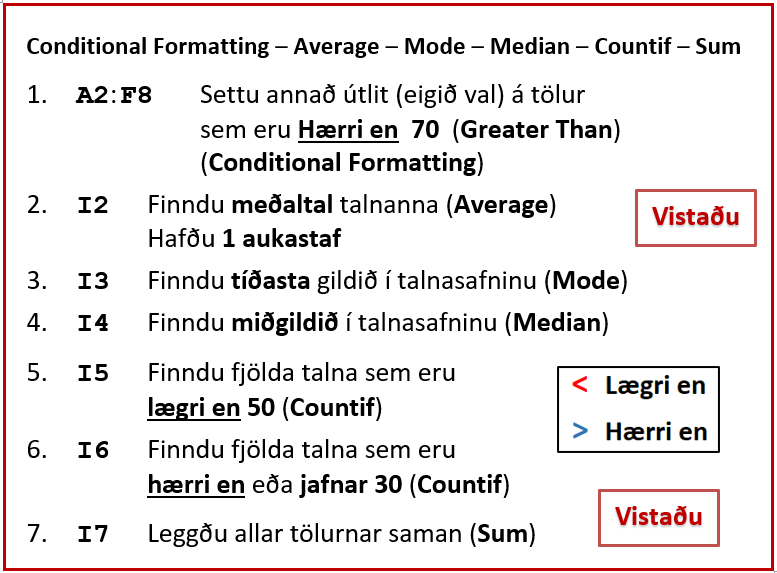 Conditional Formatting – Average – Mode – Median – Countif – Sum
1. A2:F8 Settu annað útlit (eigið val) á tölur
sem eru Hærri en 70 (Greater Than)
(Conditional Formatting)
2. I2 Finndu meðaltal talnanna (Average)
Hafðu 1 aukastaf
Vistaðu
3. I3 Finndu tíðasta gildið í talnasafninu (Mode)
4. I4 Finndu miðgildið í talnasafninu (Median)
5. I5 Finndu fjölda talna sem eru
lægri en 50 (Countif)
< Lægri en
> Hærri en
6. I6 Finndu fjölda talna sem eru
hærri en eða jafnar 30 (Countif)
7. I7 Leggðu allar tölurnar saman (Sum)
Vistaðu